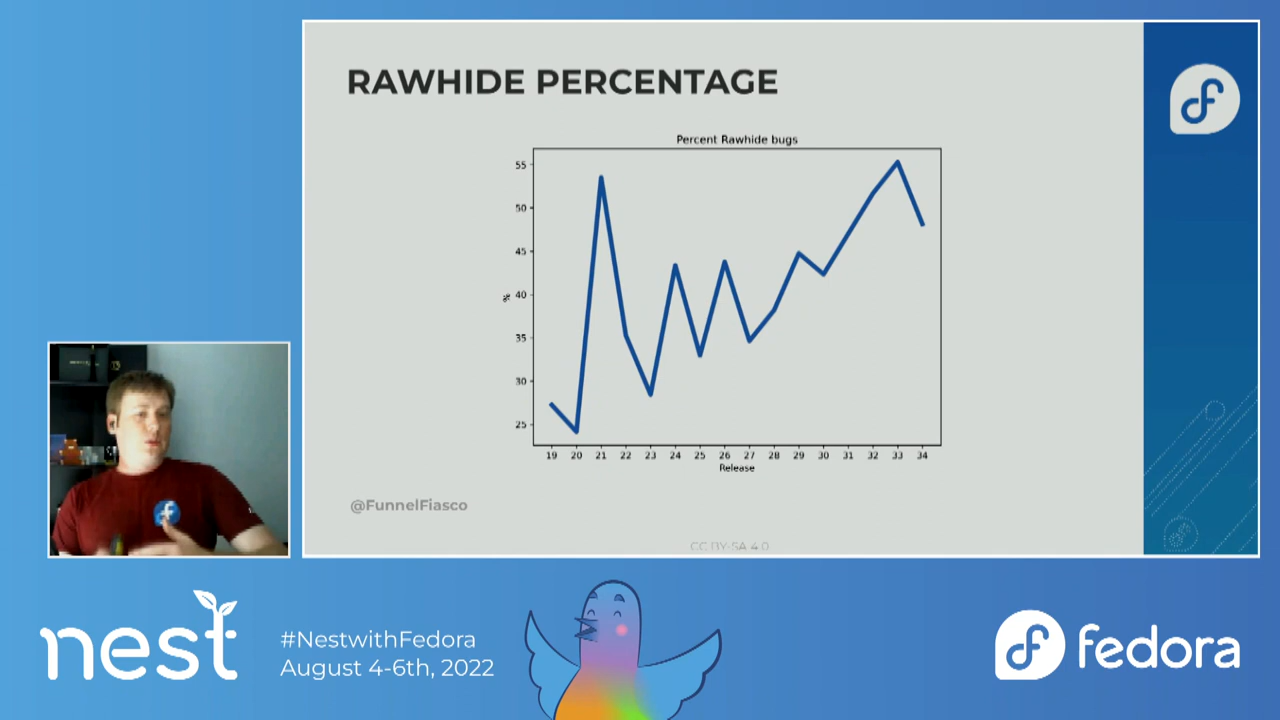 RAWHIDE PERCENTAGE
Percent Rawhide bugs
55
50
45
40
35
30
25
%
19 20 21 22 23 24 25 26 27 28 29 30 31 32 33 34
Release
@FunnelFiasco
CC BY-SA 4.0
nest
#NestwithFedora
August 4-6th, 2022
fedora